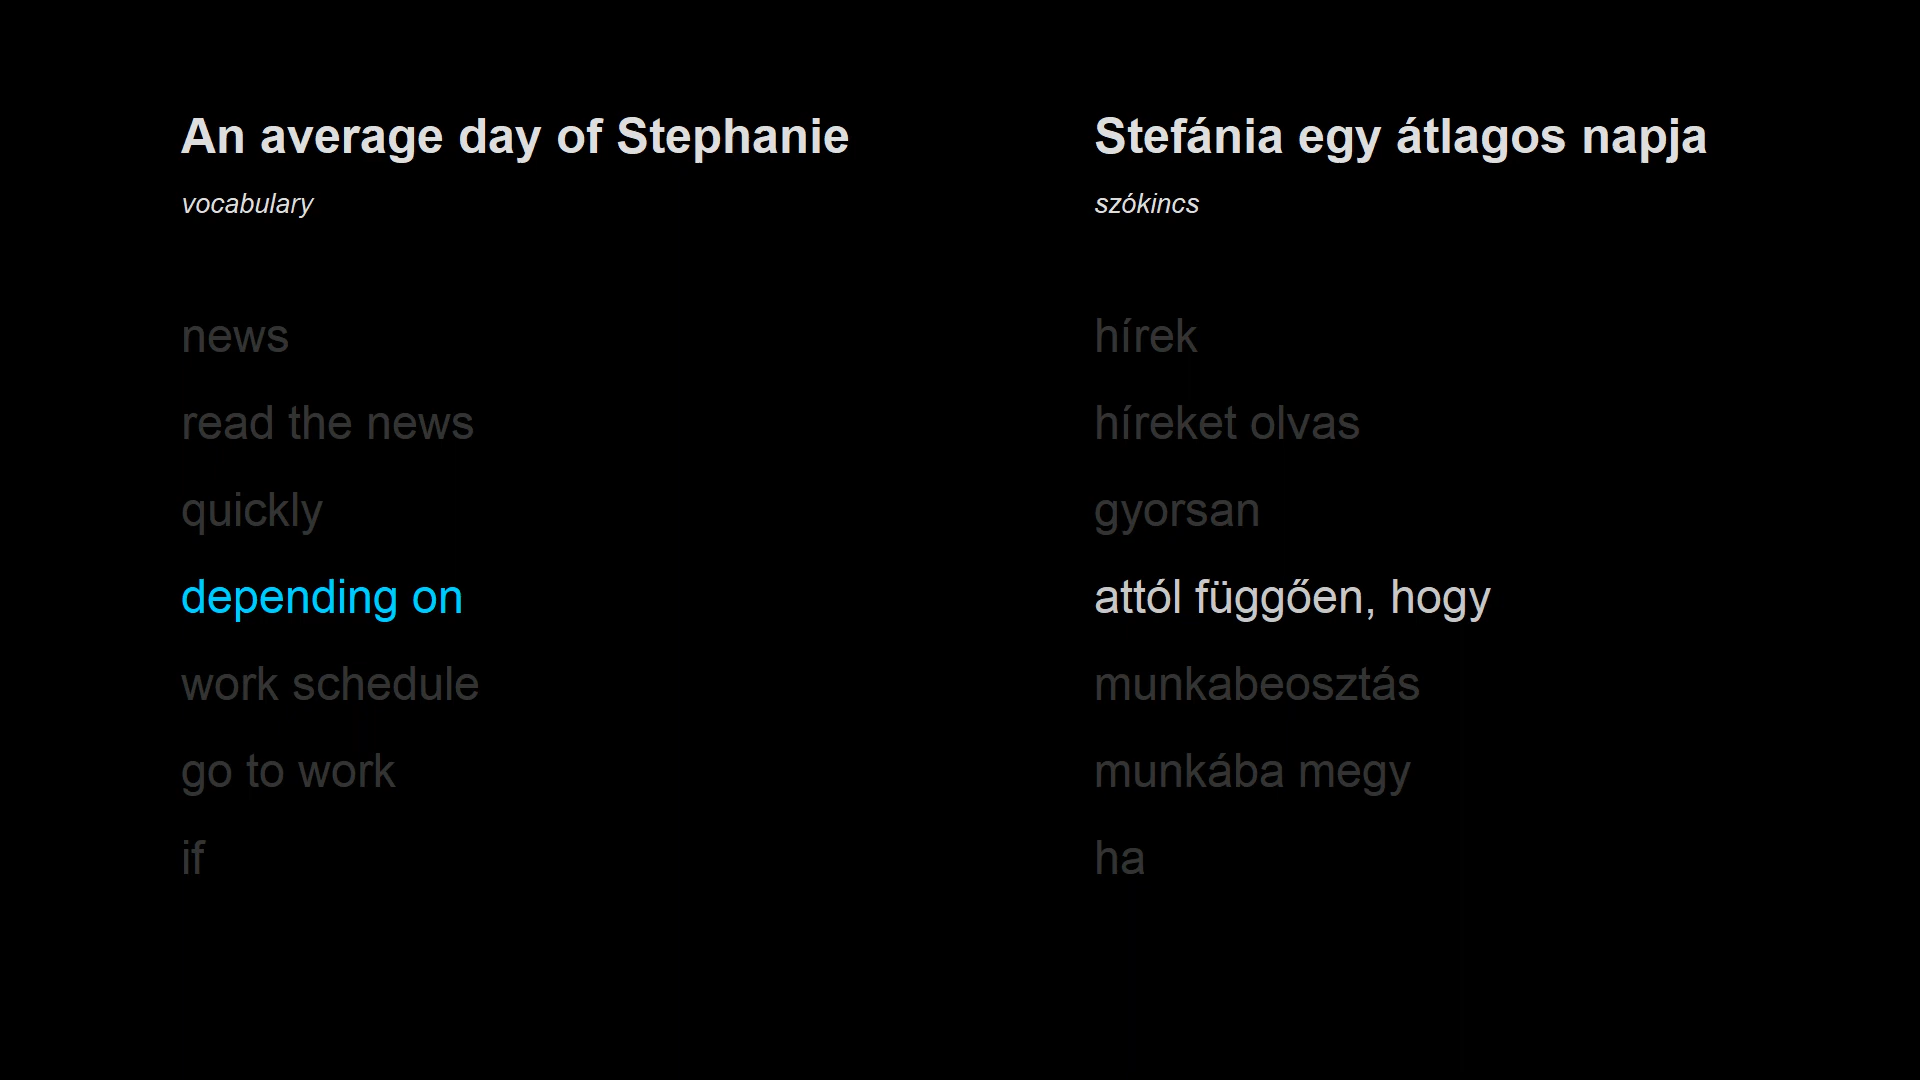 An average day of Stephanie
vocabulary
news
read the news
quickly
depending on
work schedule
go to work
if
Stefánia egy átlagos napja
szókincs
hírek
híreket olvas
gyorsan
attól függően, hogy
munkabeosztás
munkába megy
ha